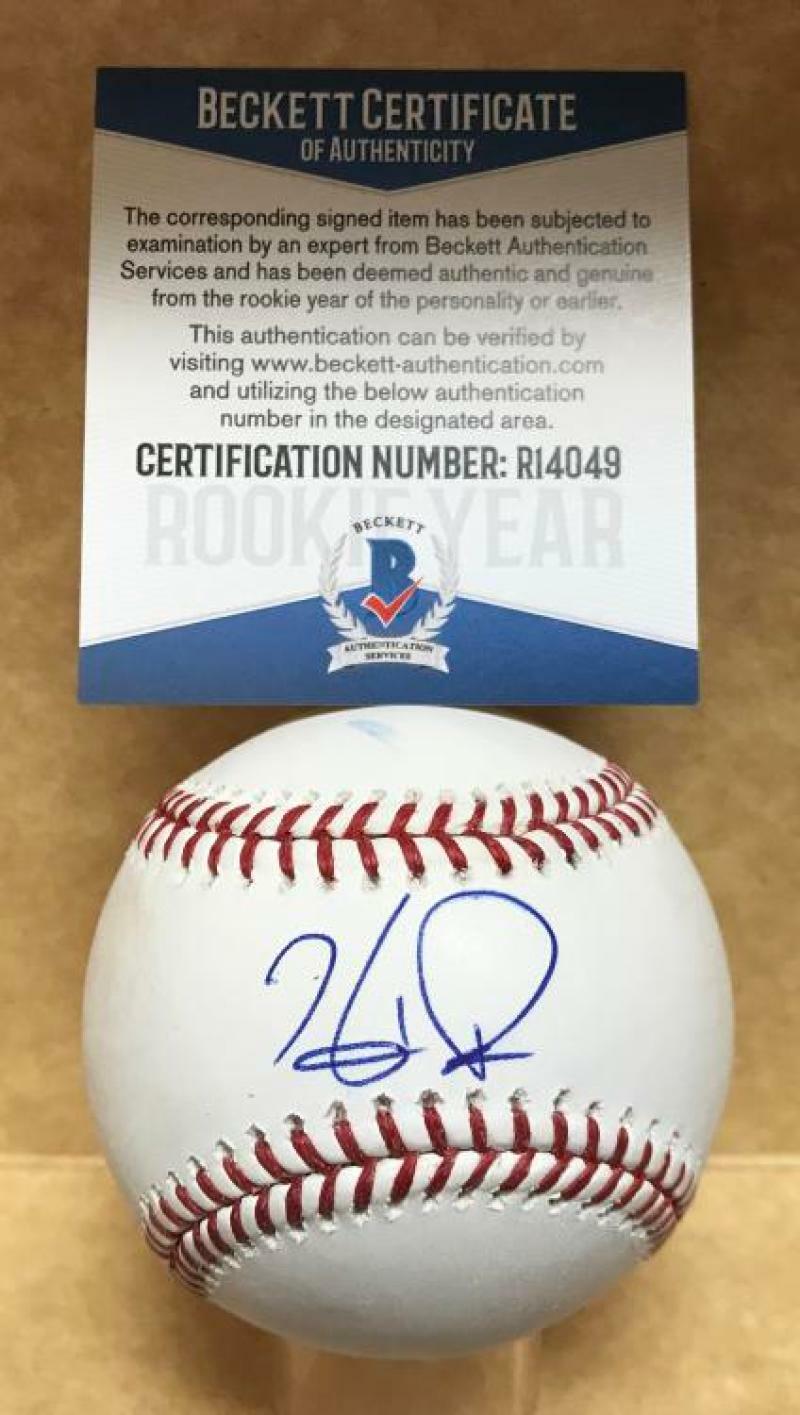 BECKETT CERTIFICATE
OF AUTHENTICITY
The corresponding signed item has been subjected to
examination by an expert from Beckett Authentication
Services and has been deemed authentic and genuine
from the rookie year of the personality or earlier.
This authentication can be verified by
visiting www.beckett-authentication.com
and utilizing the below authentication
number in the designated area.
CERTIFICATION NUMBER: R14049
ROOKIE YEAR
BECKETT
B
AUTHENTICATION
SERVICES